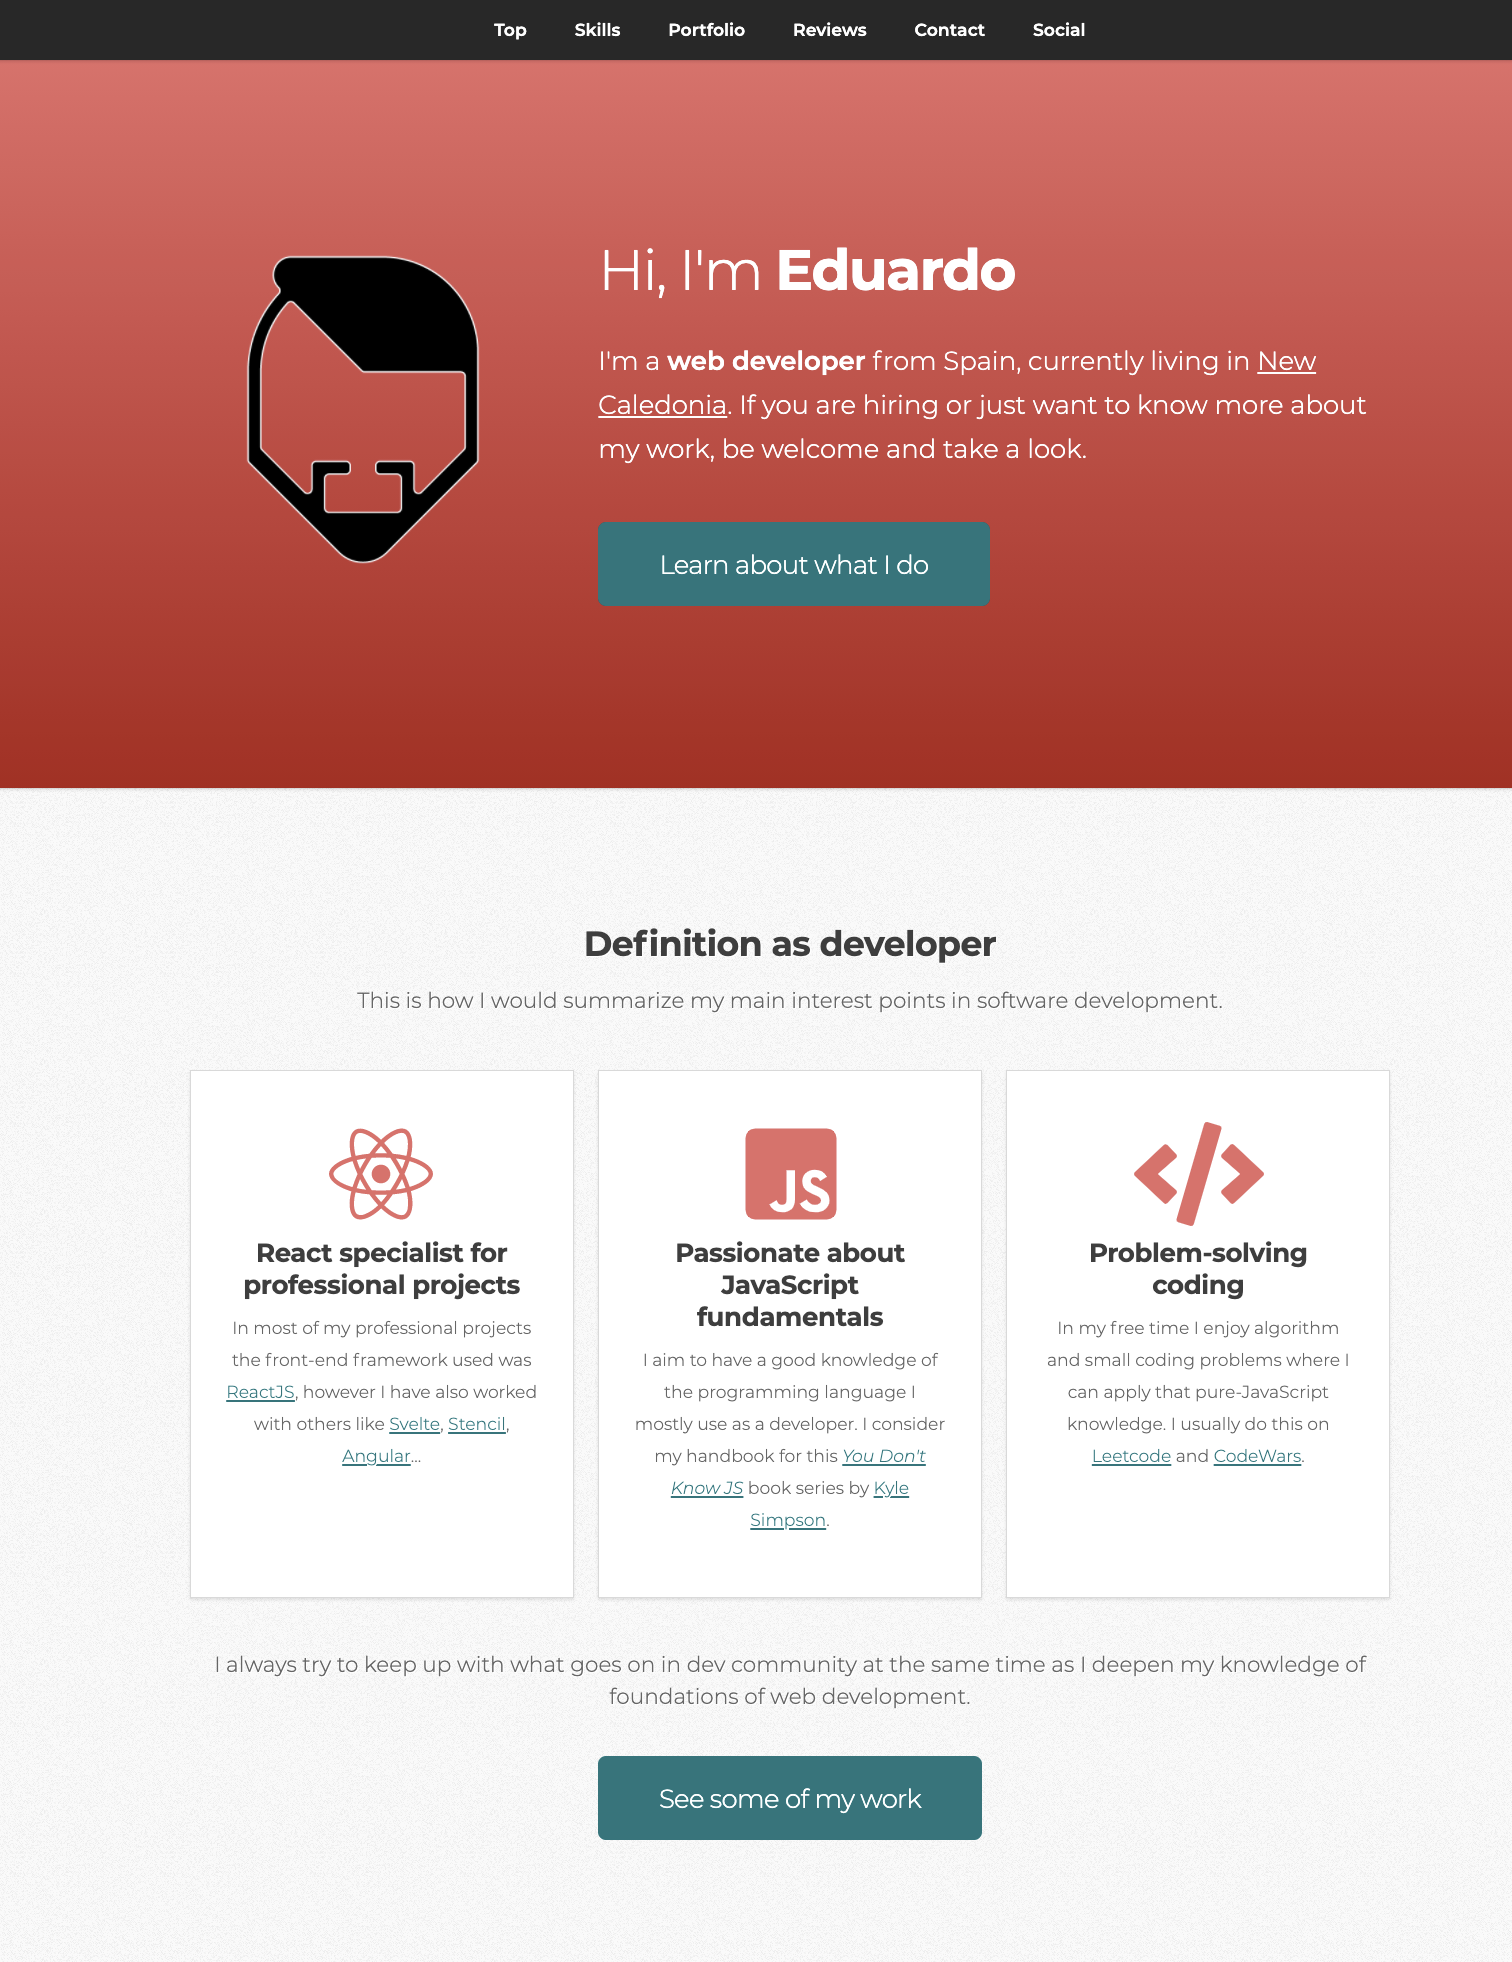 Top Skills Portfolio Reviews Contact Social
Hi, I'm Eduardo
I'm a web developer from Spain, currently living in New
Caledonia. If you are hiring or just want to know more about
my work, be welcome and take a look.
Learn about what I do
Definition as developer
This is how I would summarize my main interest points in software development.
React specialist for
professional projects
In most of my professional projects
the front-end framework used was
ReactJS, however I have also worked
with others like Svelte, Stencil,
Angular...
JS
Passionate about
JavaScript
fundamentals
I aim to have a good knowledge of
the programming language I
mostly use as a developer. I consider
my handbook for this You Don't
Know JS book series by Kyle
Simpson.
Problem-solving
coding
In my free time I enjoy algorithm
and small coding problems where I
can apply that pure-JavaScript
knowledge. I usually do this on
Leetcode and CodeWars.
I always try to keep up with what goes on in dev community at the same time as I deepen my knowledge of
foundations of web development.
See some of my work